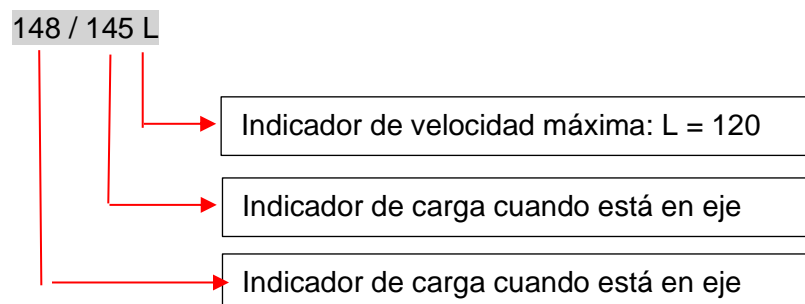 148 / 145 L
Indicador de velocidad máxima: L = 120
Indicador de carga cuando está en eje
Indicador de carga cuando está en eje